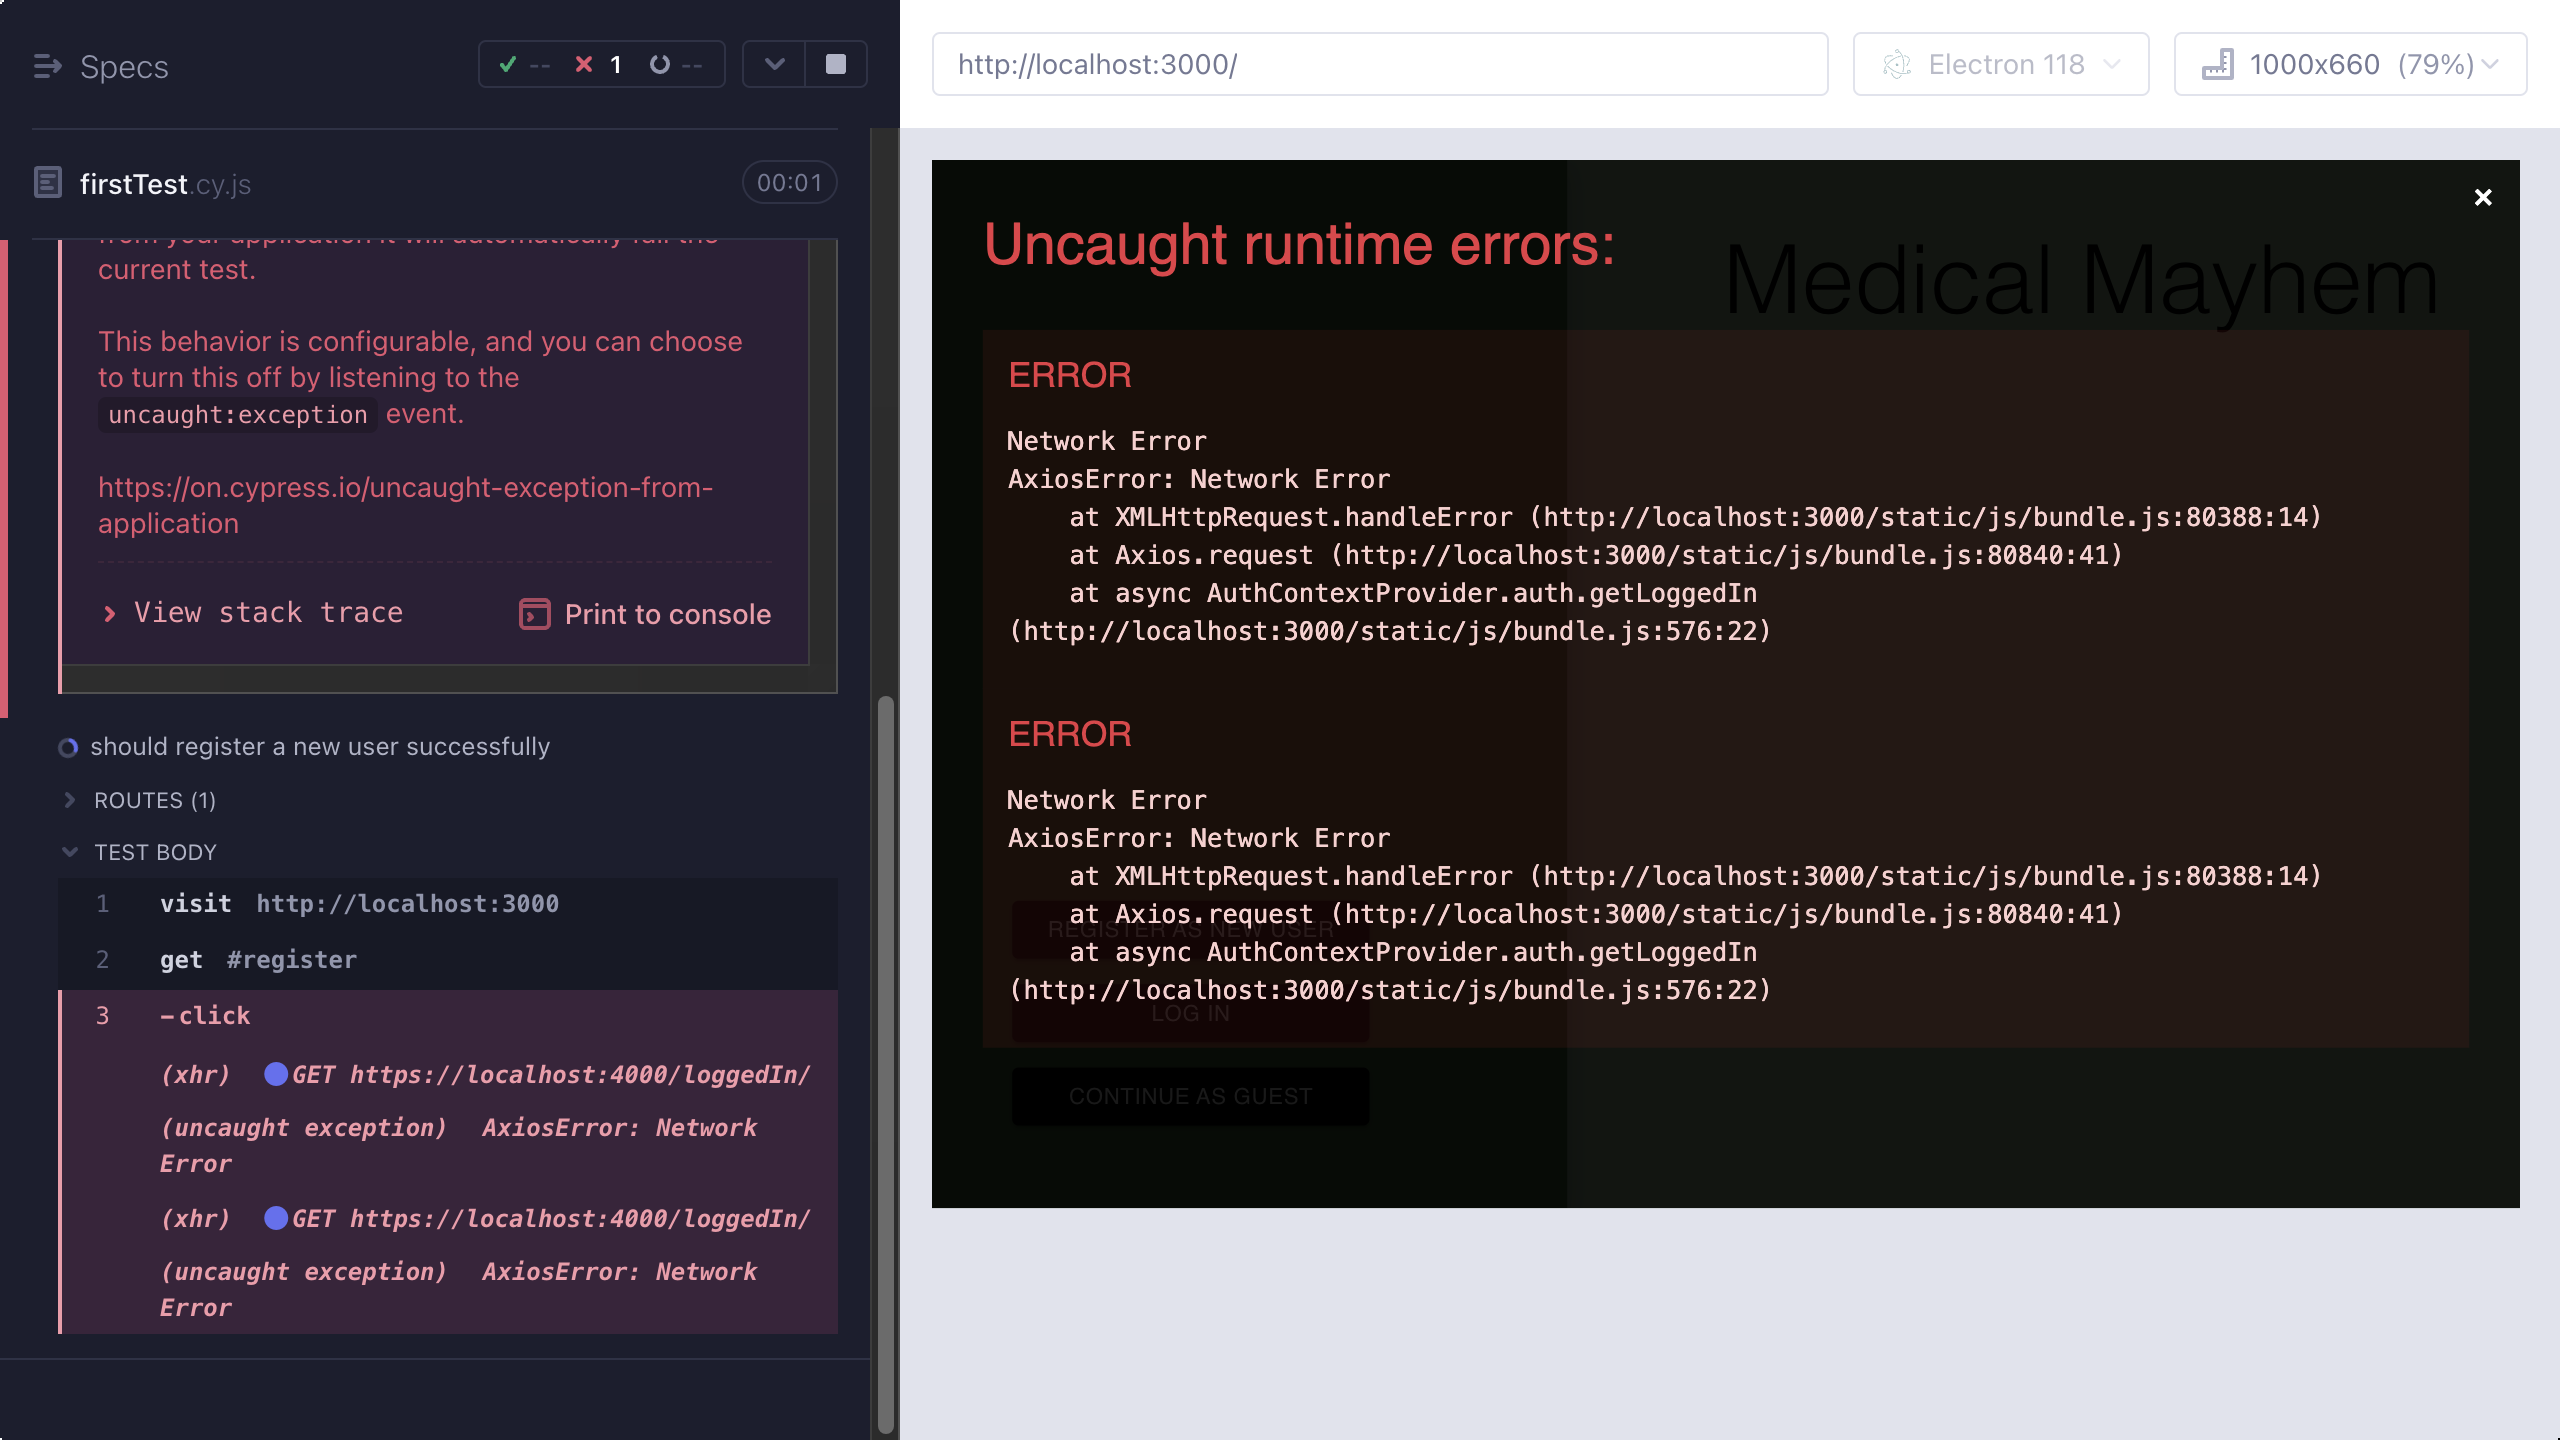 Specs
-- 1 --
firstTest.cy.js
00:01
from your application it will automatically fail the
current test.
This behavior is configurable, and you can choose
to turn this off by listening to the
uncaught:exception event.
https://on.cypress.io/uncaught-exception-from-
application
View stack trace
Print to console
should register a new user successfully
ROUTES (1)
TEST BODY
1 visit http://localhost:3000
2 get #register
3 -click
(xhr) GET https://localhost:4000/loggedIn/
(uncaught exception) AxiosError: Network
Error
(xhr) GET https://localhost:4000/loggedIn/
(uncaught exception) AxiosError: Network
Error
http://localhost:3000/
Electron 118
1000x660 (79%)
Uncaught runtime errors:
Medical Mayhem
ERROR
Network Error
AxiosError: Network Error
at XMLHttpRequest.handleError (http://localhost:3000/static/js/bundle.js:80388:14)
at Axios.request (http://localhost:3000/static/js/bundle.js:80840:41)
at async AuthContextProvider.auth.getLoggedIn
(http://localhost:3000/static/js/bundle.js:576:22)
ERROR
Network Error
AxiosError: Network Error
at XMLHttpRequest.handleError (http://localhost:3000/static/js/bundle.js:80388:14)
at Axios.request (http://localhost:3000/static/js/bundle.js:80840:41)
REGISTER AS NEW USER
at async AuthContextProvider.auth.getLoggedIn
(http://localhost:3000/static/js/bundle.js:576:22)
LOG IN
CONTINUE AS GUEST